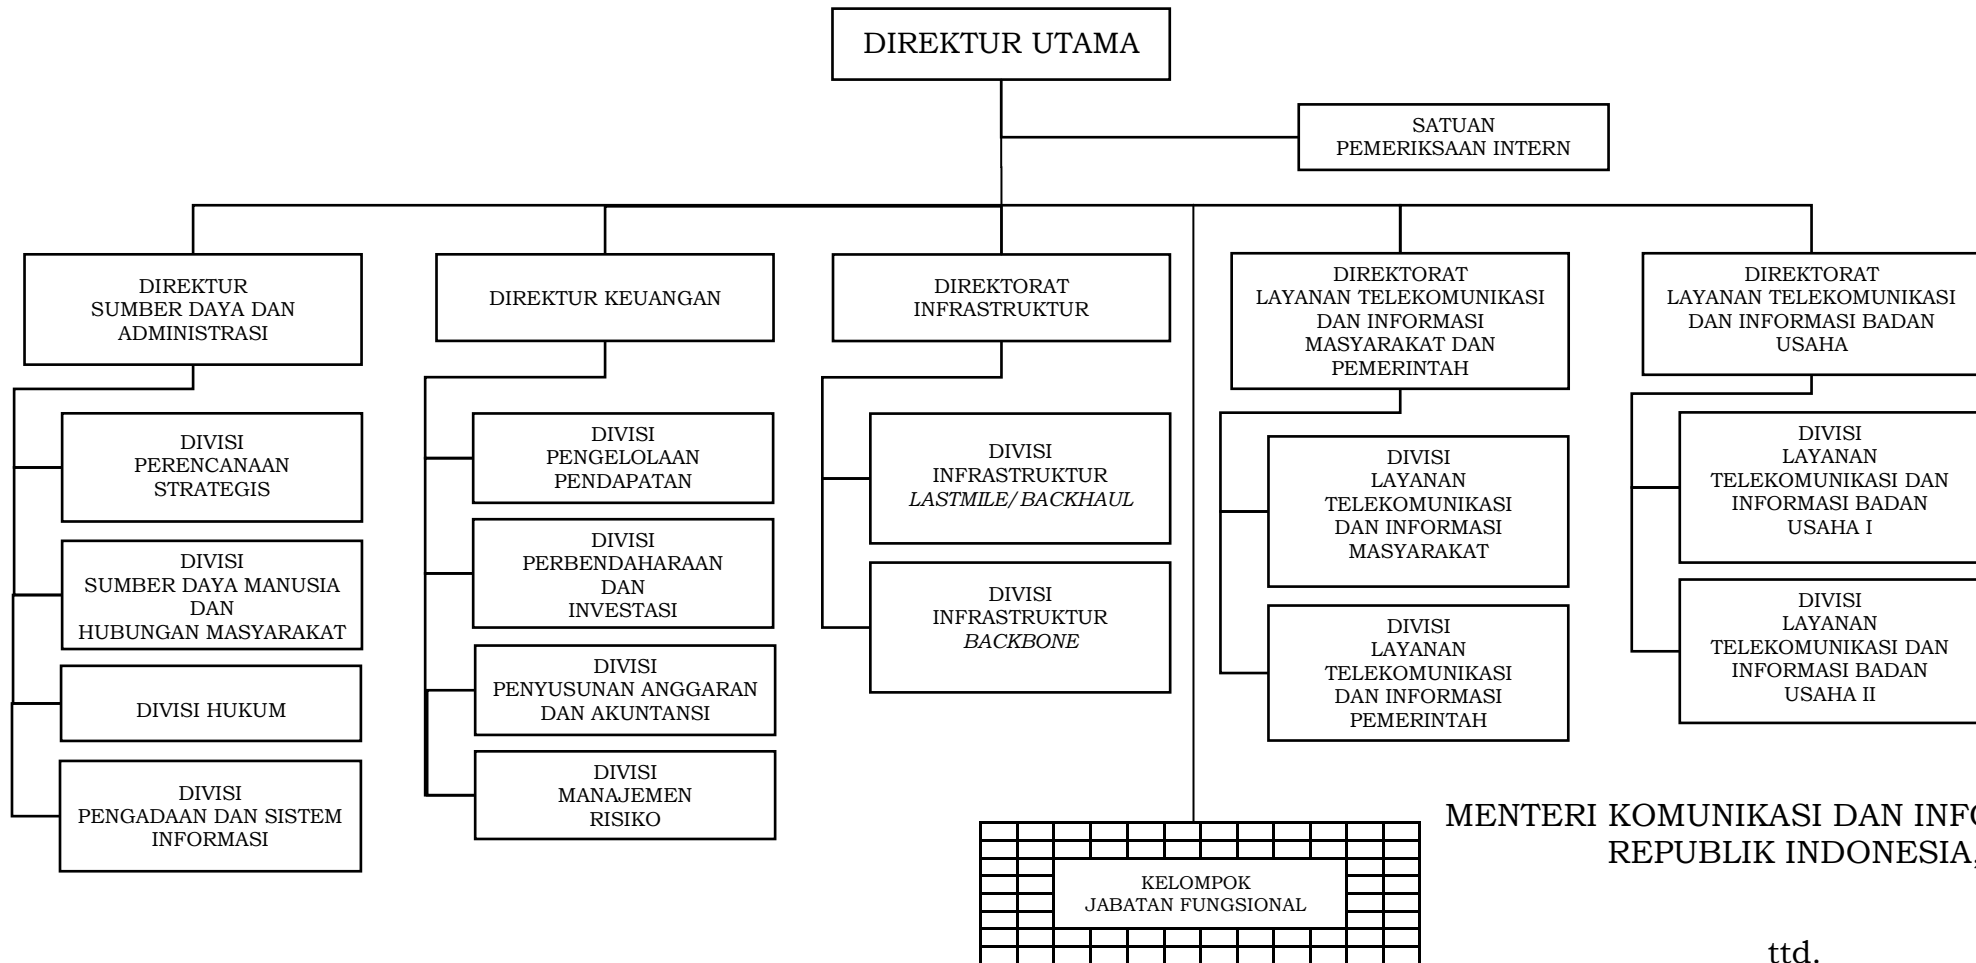 DIREKTUR UTAMA
SATUAN
PEMERIKSAAN INTERN
DIREKTUR
SUMBER DAYA DAN
ADMINISTRASI
DIREKTUR KEUANGAN
DIREKTORAT
INFRASTRUKTUR
DIREKTORAT
LAYANAN TELEKOMUNIKASI
DAN INFORMASI
MASYARAKAT DAN
PEMERINTAH
DIREKTORAT
LAYANAN TELEKOMUNIKASI
DAN INFORMASI BADAN
USAHA
DIVISI
PERENCANAAN
STRATEGIS
DIVISI
SUMBER DAYA MANUSIA
DAN
HUBUNGAN MASYARAKAT
DIVISI HUKUM
DIVISI
PENGADAAN DAN SISTEM
INFORMASI
DIVISI
PENGELOLAAN
PENDAPATAN
DIVISI
PERBENDAHARAAN
DAN
INVESTASI
DIVISI
PENYUSUNAN ANGGARAN
DAN AKUNTANSI
DIVISI
MANAJEMEN
RISIKO
DIVISI
INFRASTRUKTUR
LASTMILE/BACKHAUL
DIVISI
INFRASTRUKTUR
BACKBONE
DIVISI
LAYANAN
TELEKOMUNIKASI
DAN INFORMASI
MASYARAKAT
DIVISI
LAYANAN
TELEKOMUNIKASI
DAN INFORMASI
PEMERINTAH
DIVISI
LAYANAN
TELEKOMUNIKASI DAN
INFORMASI BADAN
USAHA I
DIVISI
LAYANAN
TELEKOMUNIKASI DAN
INFORMASI BADAN
USAHA II
KELOMPOK
JABATAN FUNGSIONAL
MENTERI KOMUNIKASI DAN
REPUBLIK INDONESIA,
ttd.